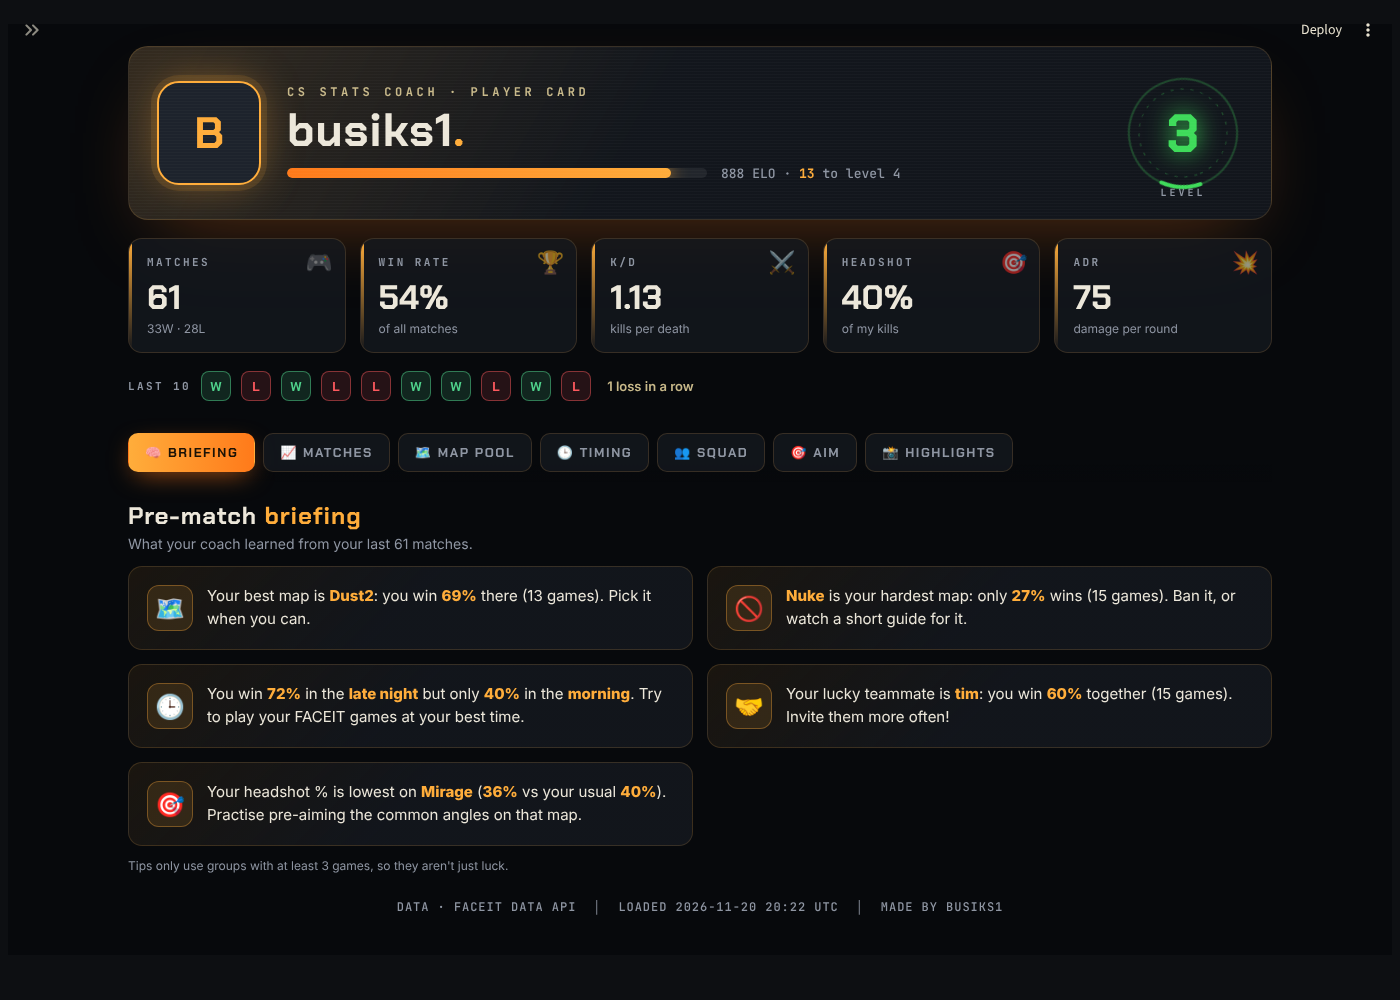 Deploy
CS STATS COACH · PLAYER CARD
B
busiks1.
888 ELO · 13 to level 4
3
LEVEL
MATCHES
61
33W · 28L
WIN RATE
54%
of all matches
K/D
1.13
kills per death
HEADSHOT
40%
of my kills
ADR
75
damage per round
LAST 10 W L W L L W W L W L 1 loss in a row
BRIEFING MATCHES MAP POOL TIMING SQUAD AIM HIGHLIGHTS
Pre-match briefing
What your coach learned from your last 61 matches.
Your best map is Dust2: you win 69% there (13 games). Pick it
when you can.
Nuke is your hardest map: only 27% wins (15 games). Ban it, or
watch a short guide for it.
You win 72% in the late night but only 40% in the morning. Try
to play your FACEIT games at your best time.
Your lucky teammate is tim: you win 60% together (15 games).
Invite them more often!
Your headshot % is lowest on Mirage (36% vs your usual 40%).
Practise pre-aiming the common angles on that map.
Tips only use groups with at least 3 games, so they aren't just luck.
DATA · FACEIT DATA API | LOADED 2026-11-20 20:22 UTC | MADE BY BUSIKS1